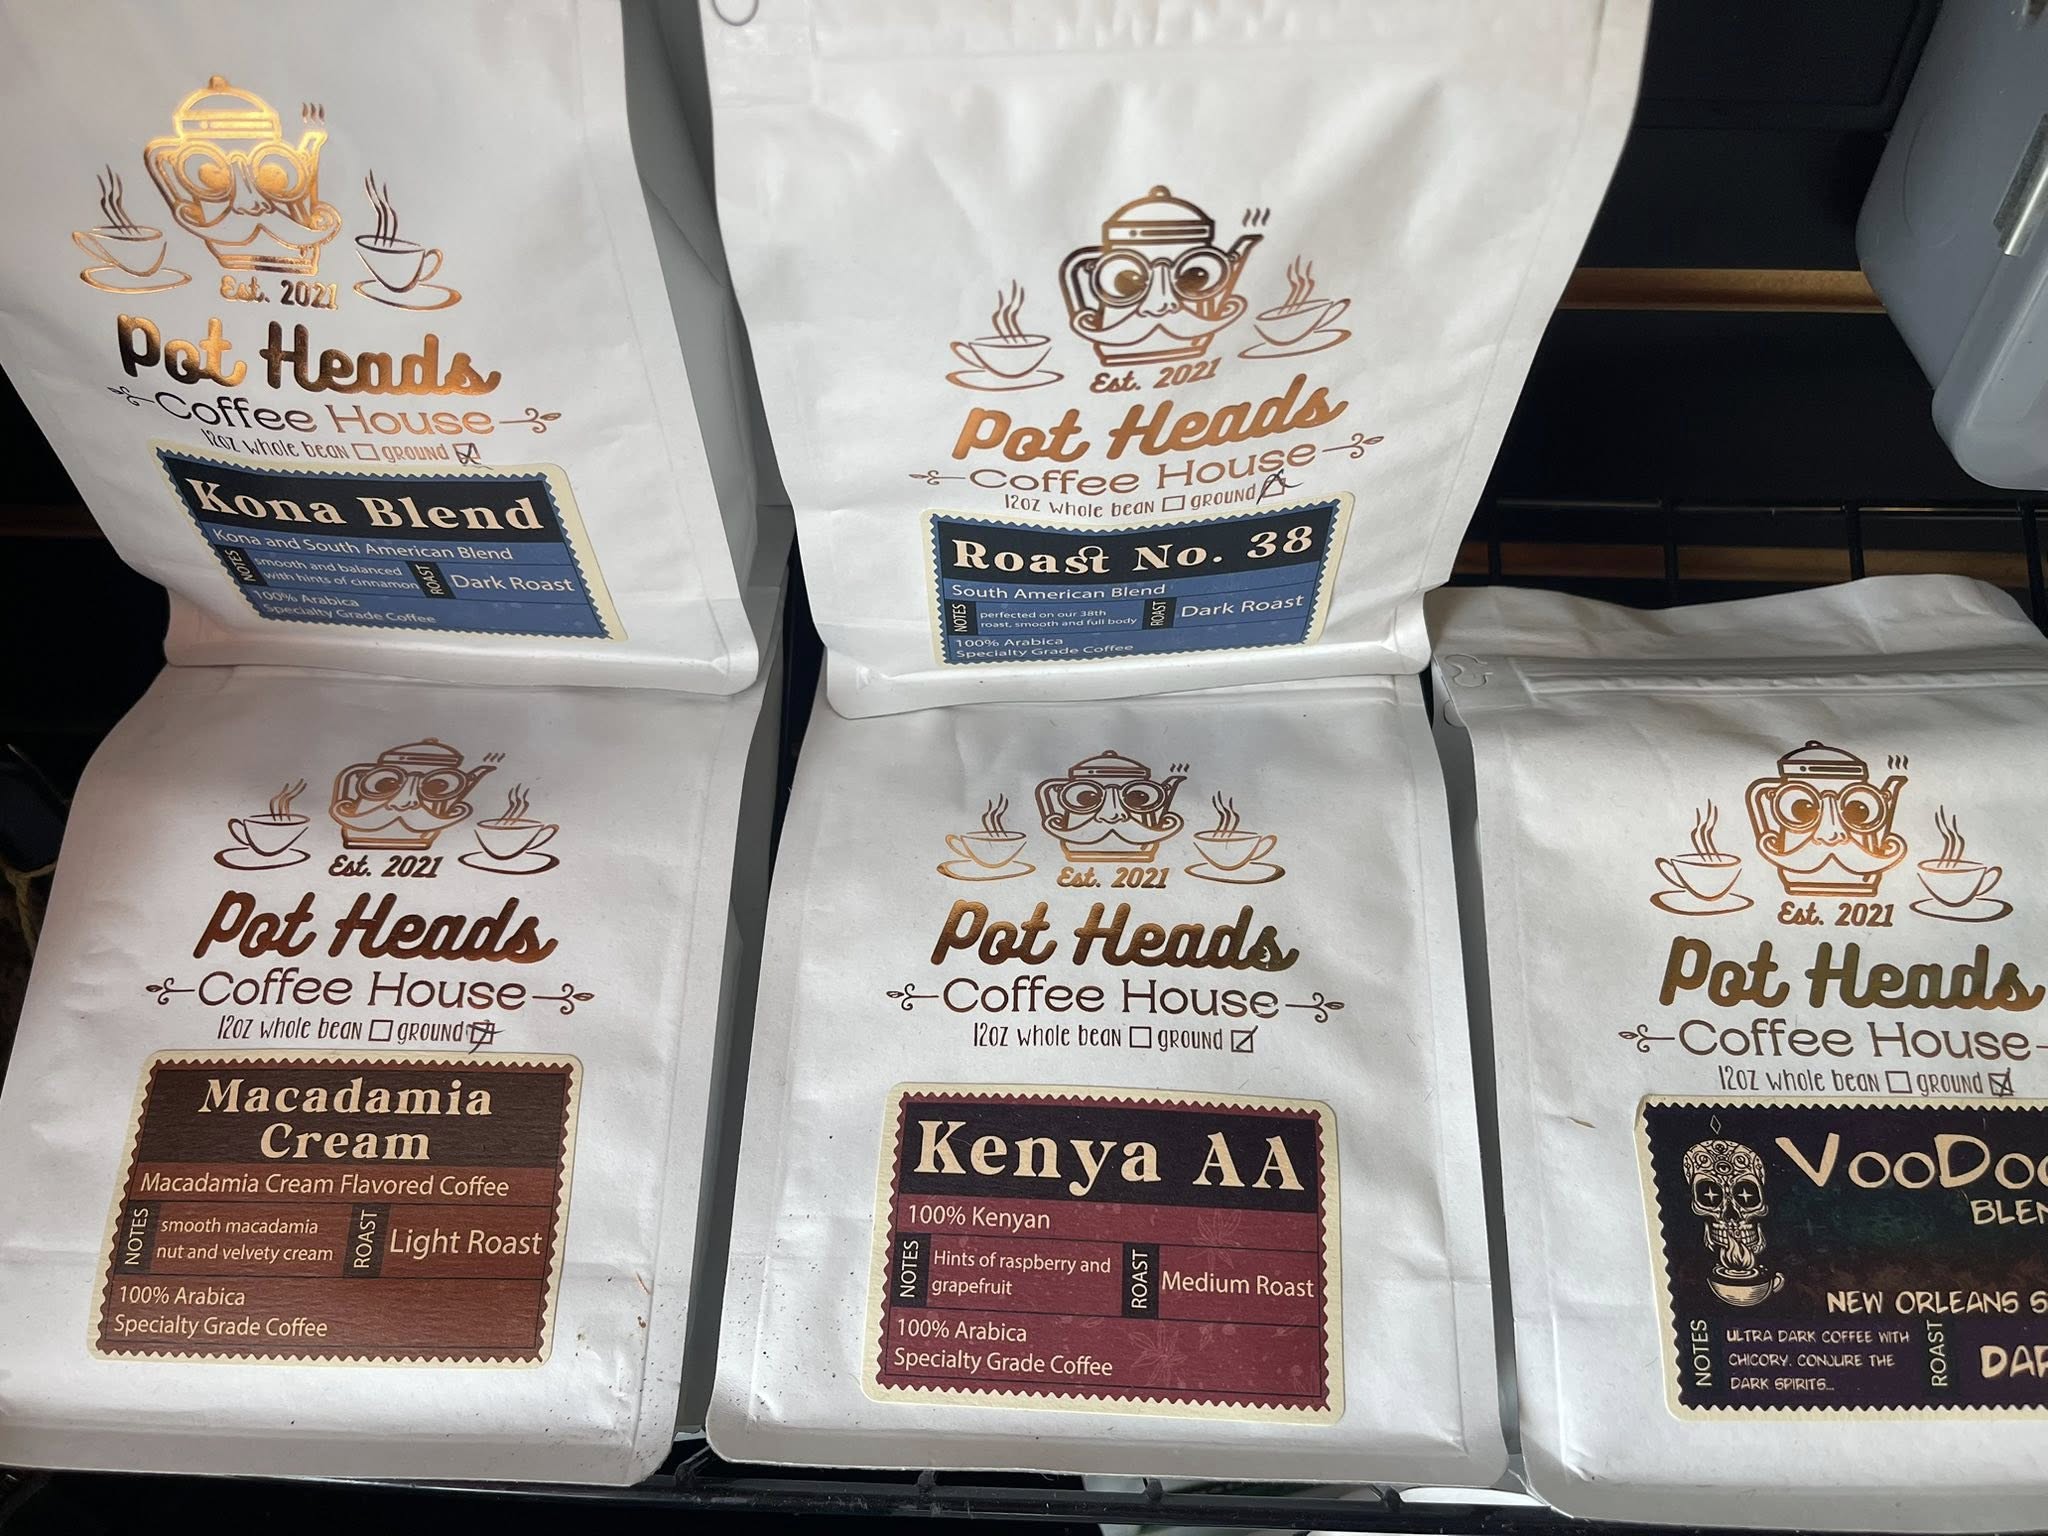 Est. 2021
Pot Heads
Coffee House
12oz whole bean ground
Kona Blend
Kona and South American Blend
NOTES
smooth and balanced
with hints of cinnamon
ROAST
Dark Roast
100% Arabica
Specialty Grade Coffee
Est. 2021
Pot Heads
Coffee House
12oz whole bean ground
Roast No. 38
South American Blend
NOTES
perfected on our 38th
roast, smooth and full body
ROAST
Dark Roast
100% Arabica
Specialty Grade Coffee
Est. 2021
Pot Heads
Coffee House
12oz whole bean ground
Macadamia
Cream
Macadamia Cream Flavored Coffee
NOTES
smooth macadamia
nut and velvety cream
ROAST
Light Roast
100% Arabica
Specialty Grade Coffee
Est. 2021
Pot Heads
Coffee House
12oz whole bean ground
Kenya AA
100% Kenyan
NOTES
Hints of raspberry and
grapefruit
ROAST
Medium Roast
100% Arabica
Specialty Grade Coffee
Est. 2021
Pot Heads
Coffee House
12oz whole bean ground
NEW ORLEANS
NOTES
ULTRA DARK COFFEE WITH
CHICORY. CONJURE THE
DARK SPIRITS...
ROAST